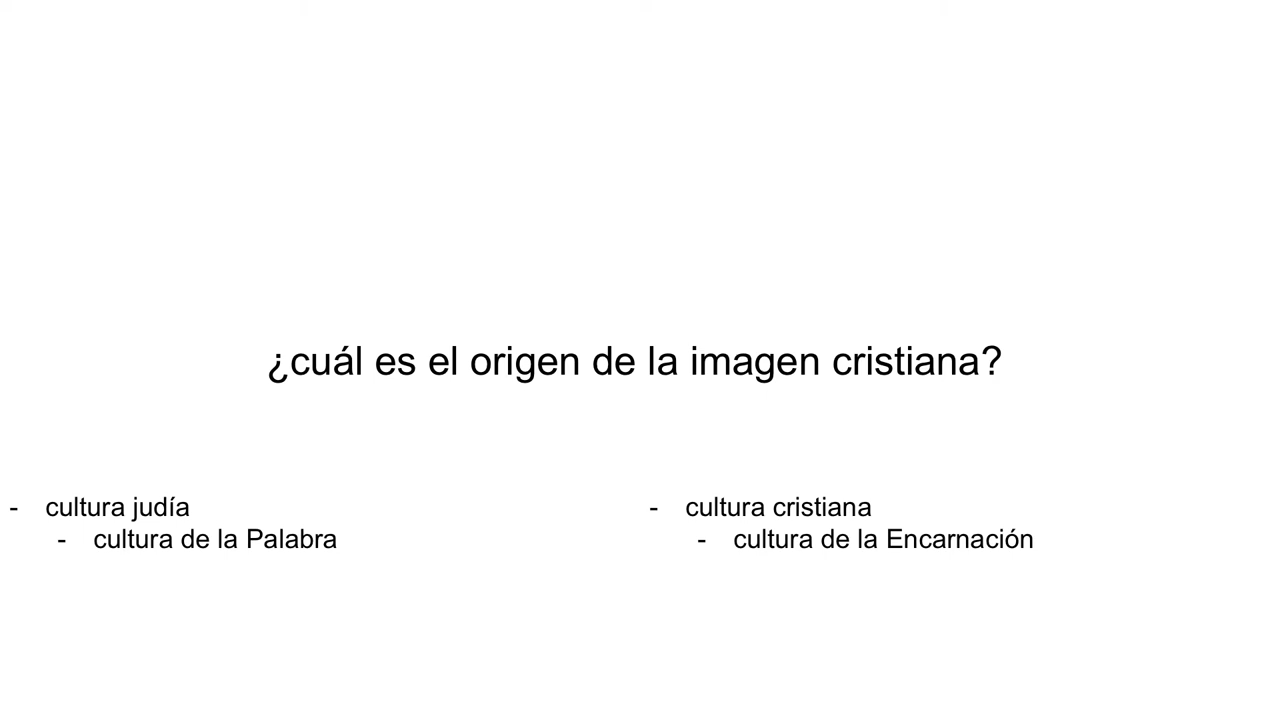 ¿cuál es el origen de la imagen cristiana?
- cultura judía
- cultura de la Palabra
- cultura cristiana
- cultura de la Encarnación